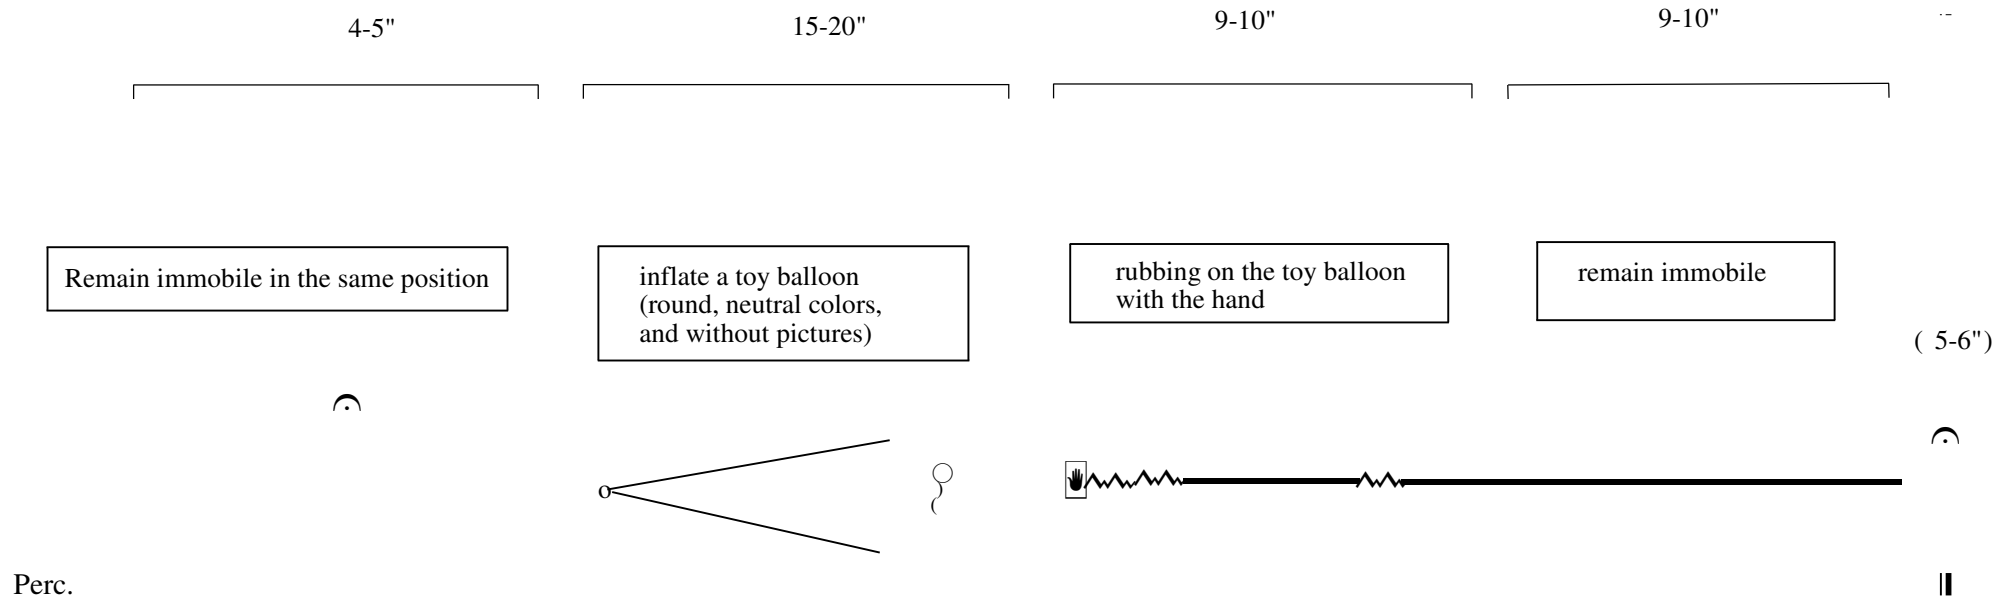 4-5"
15-20"
9-10"
9-10"
Remain immobile in the same position
inflate a toy balloon
(round, neutral colors,
and without pictures)
rubbing on the toy balloon
with the hand
remain immobile
( 5-6")
o
Perc.